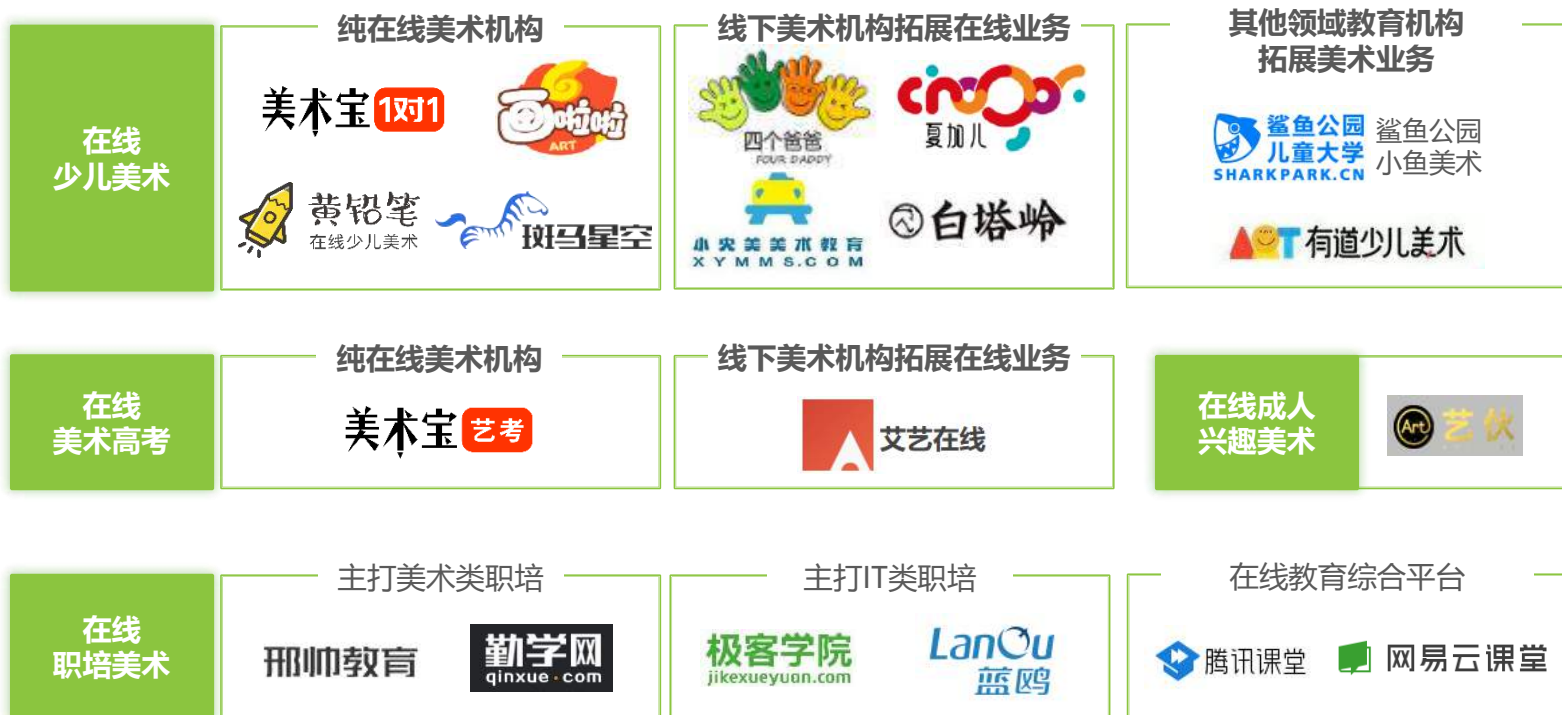 在线
少儿美术
纯在线美术机构
美术宝 1对1
画啦啦
ART
黄铅笔
在线少儿美术
斑马星空
线下美术机构拓展在线业务
四个爸爸
FOUR DADDY
夏加儿
小央美美术教育
XYMMS.COM
白塔岭
其他领域教育机构
拓展美术业务
鲨鱼公园
儿童大学
SHARKPARK.CN
鲨鱼公园
小鱼美术
ART 有道少儿美术
在线
美术高考
纯在线美术机构
美术宝 艺考
线下美术机构拓展在线业务
艾艺在线
在线成人
兴趣美术
Art 艺伙
在线
职培美术
主打美术类职培
邢帅教育
勤学网
qinxue·com
主打IT类职培
极客学院
jikexueyuan.com
LanOu
蓝鸥
在线教育综合平台
腾讯课堂
网易云课堂